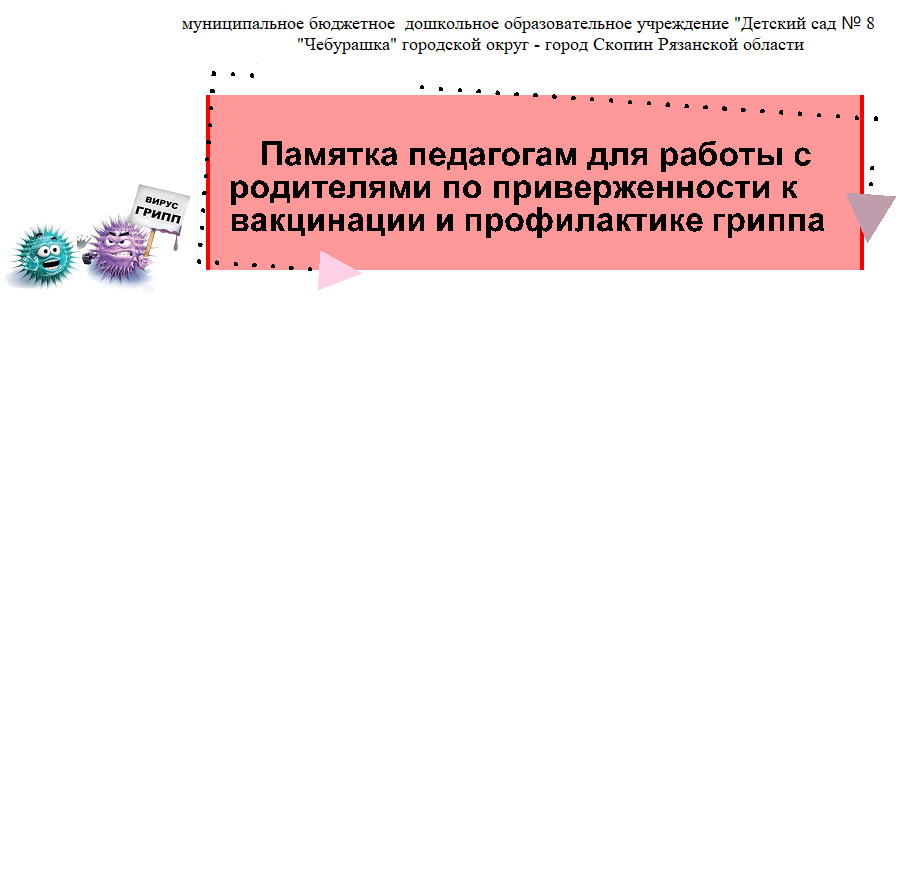 муниципальное бюджетное дошкольное образовательное учреждение "Детский сад № 8
"Чебурашка" городской округ - город Скопин Рязанской области
Памятка педагогам для работы с
родителями по приверженности к
вакцинации и профилактике гриппа
ВИРУС
ГРИПП